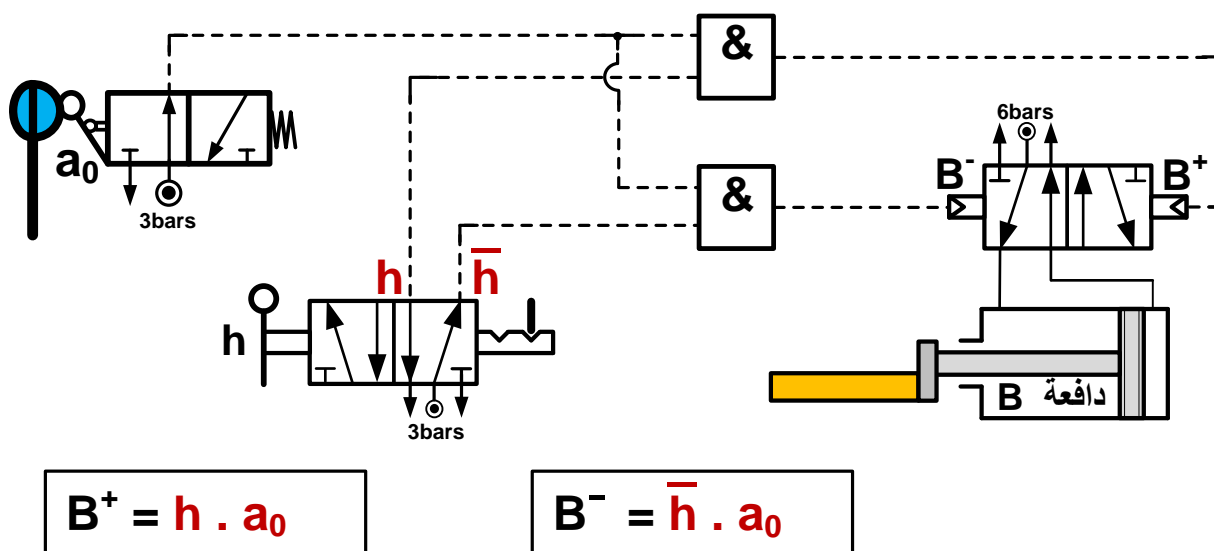 &
6bars
a₀
B⁻
B⁺
3bars
&
h
h̅
h
3bars
B دافعة
B⁺ = h . a₀
B⁻ = h̅ . a₀